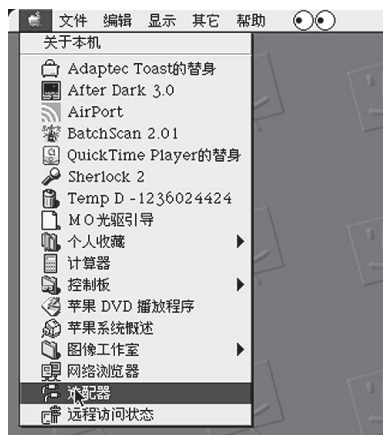 文件 编辑 显示 其它 帮助
关于本机
Adaptec Toast的替身
After Dark 3.0
AirPort
BatchScan 2.01
QuickTime Player的替身
Sherlock 2
Temp D -1236024424
MO光驱引导
个人收藏
计算器
控制板
苹果 DVD 播放程序
苹果系统概述
图像工作室
网络浏览器
选配器
远程访问状态